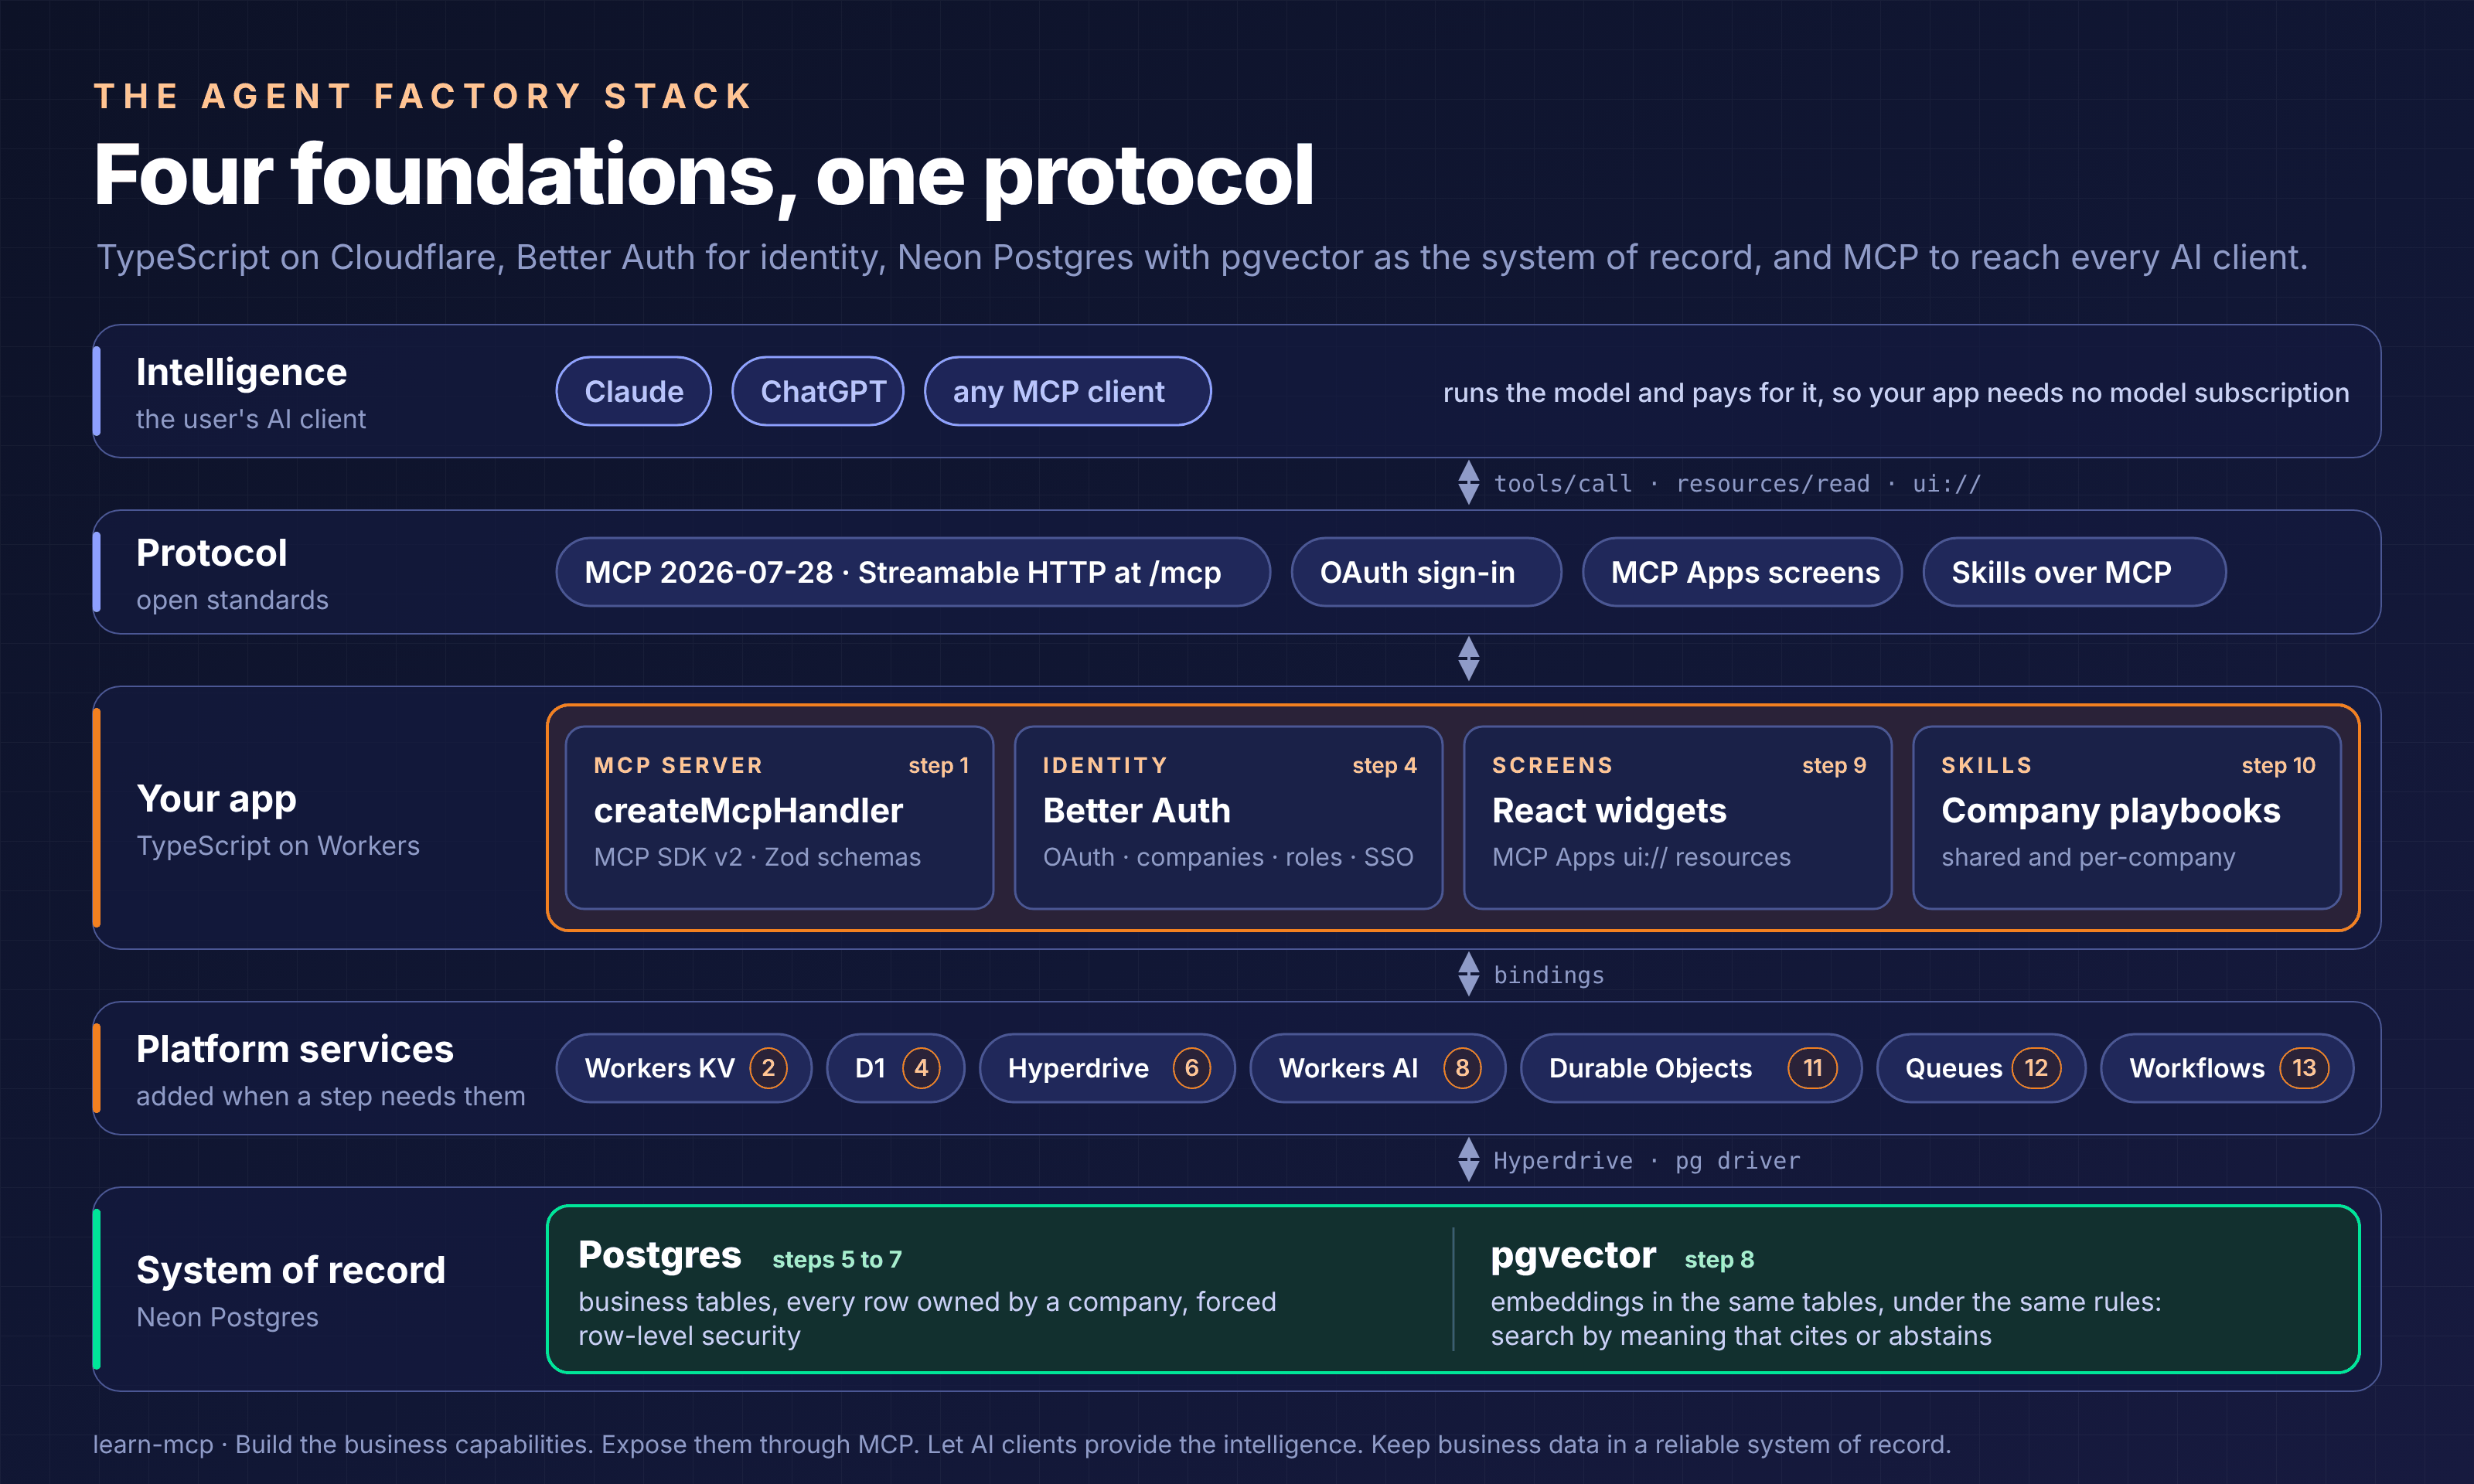 THE AGENT FACTORY STACK
Four foundations, one protocol
TypeScript on Cloudflare, Better Auth for identity, Neon Postgres with pgvector as the system of record, and MCP to reach every AI client.
Intelligence
the user's AI client
Claude
ChatGPT
any MCP client
runs the model and pays for it, so your app needs no model subscription
tools/call · resources/read · ui://
Protocol
open standards
MCP 2026-07-28 · Streamable HTTP at /mcp
OAuth sign-in
MCP Apps screens
Skills over MCP
Your app
TypeScript on Workers
MCP SERVER step 1
createMcpHandler
MCP SDK v2 · Zod schemas
IDENTITY step 4
Better Auth
OAuth · companies · roles · SSO
SCREENS step 9
React widgets
MCP Apps ui:// resources
SKILLS step 10
Company playbooks
shared and per-company
bindings
Platform services
added when a step needs them
Workers KV 2
D1 4
Hyperdrive 6
Workers AI 8
Durable Objects 11
Queues 12
Workflows 13
Hyperdrive · pg driver
System of record
Neon Postgres
Postgres steps 5 to 7
business tables, every row owned by a company, forced
row-level security
pgvector step 8
embeddings in the same tables, under the same rules:
search by meaning that cites or abstains
learn-mcp · Build the business capabilities. Expose them through MCP. Let AI clients provide the intelligence. Keep business data in a reliable system of record.